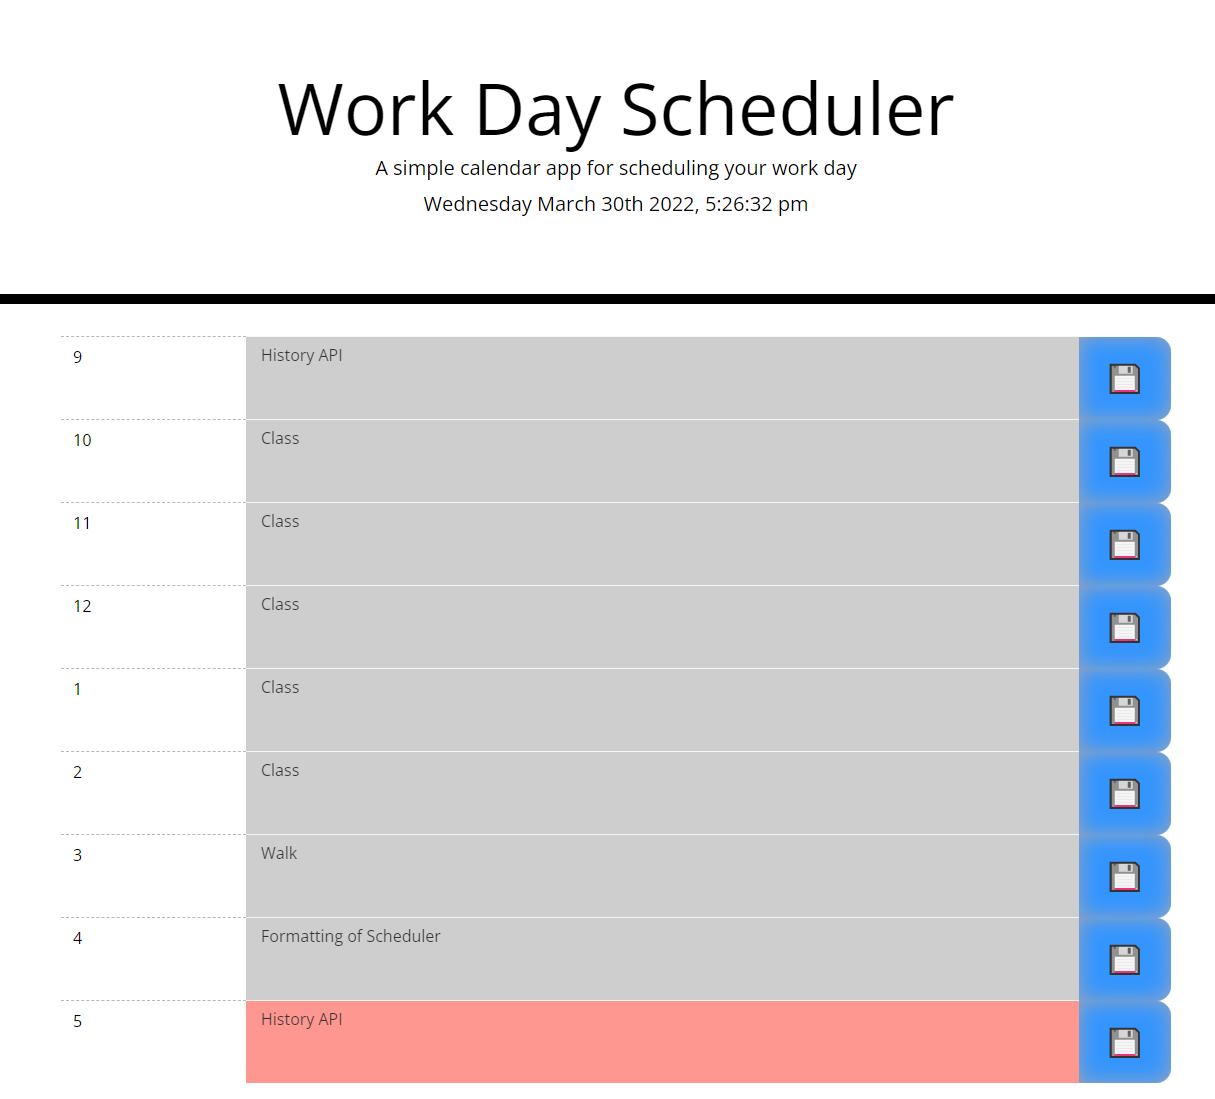 Work Day Scheduler
A simple calendar app for scheduling your work day
Wednesday March 30th 2022, 5:26:32 pm
9 History API
10 Class
11 Class
12 Class
1 Class
2 Class
3 Walk
4 Formatting of Scheduler
5 History API